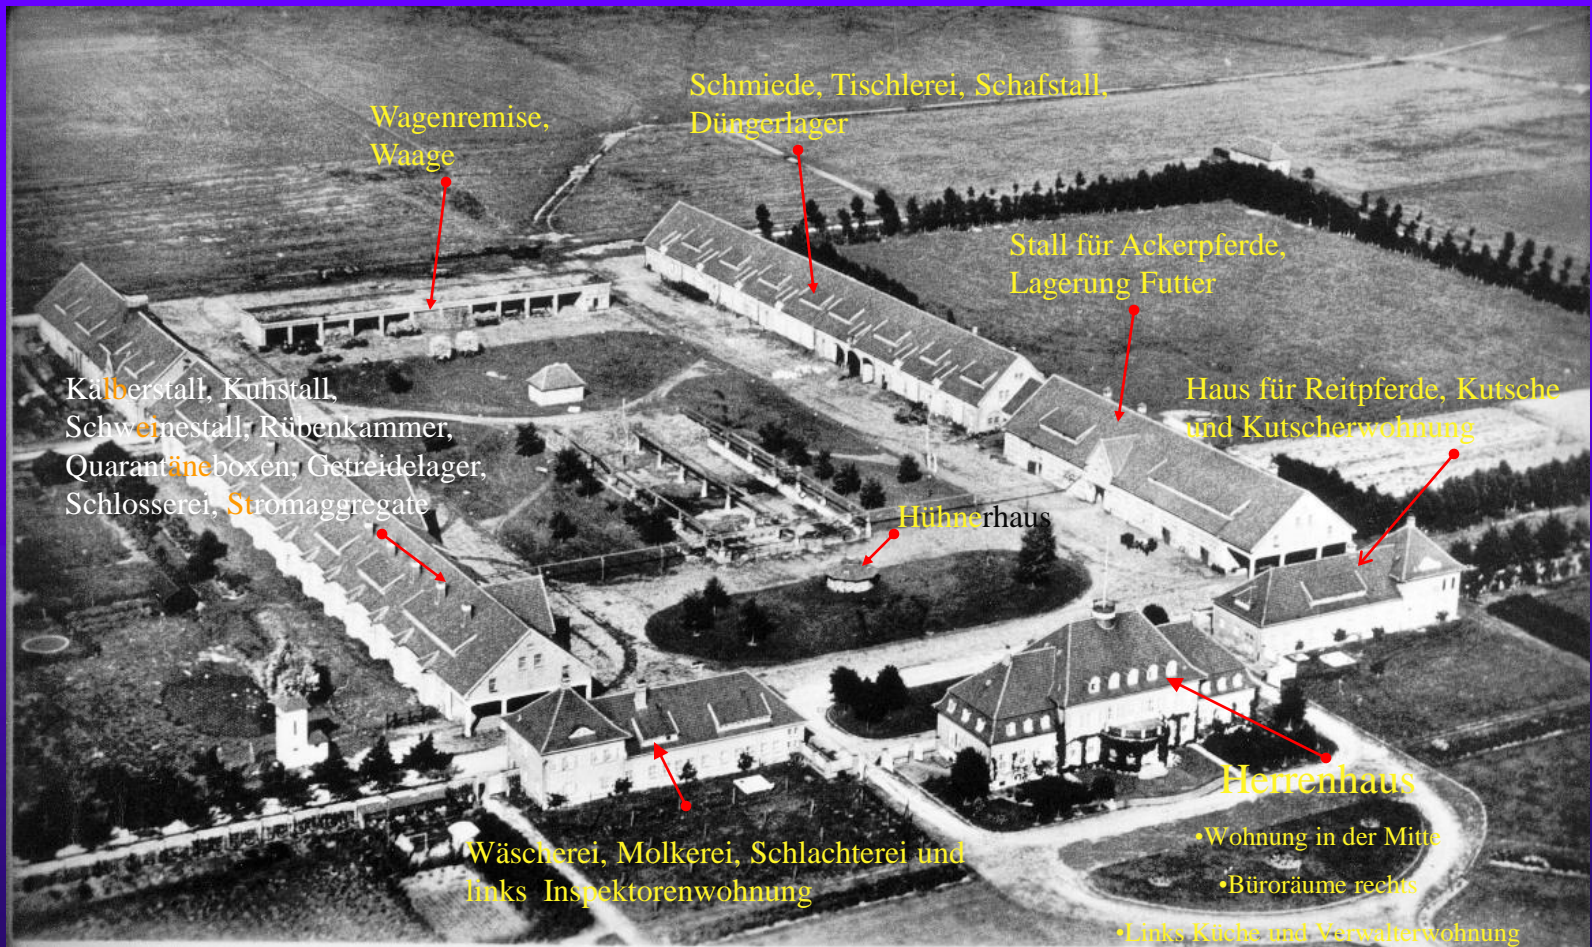 Schmiede, Tischlerei, Schafstall,
Düngerlager
Wagenremise,
Waage
Stall für Ackerpferde,
Lagerung Futter
Haus für Reitpferde, Kutsche
und Kutscherwohnung
Kälberstall, Kuhstall,
Schweinestall, Rübenkammer,
Quarantäneboxen, Getreidelager,
Schlosserei, Stromaggregate
Hühnerhaus
Herrenhaus
•Wohnung in der Mitte
•Büroräume rechts
•Links Küche und Verwalterwohnung
Wäscherei, Molkerei, Schlachterei und
links Inspektorenwohnung